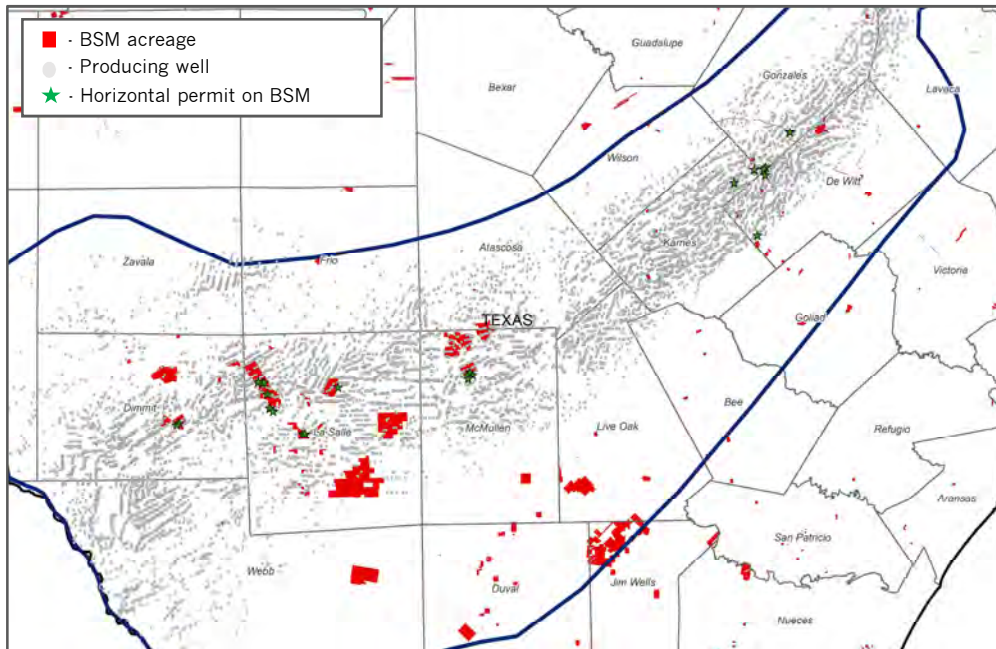 - BSM acreage
- Producing well
- Horizontal permit on BSM
Guadalupe
Bexar
Gonzales
Lavaca
Wilson
De Witt
Karnes
Atascosa
Zavala
Frio
Victoria
TEXAS
Goliad
Dimmit
La Salle
McMullen
Live Oak
Bee
Refugio
Aransas
San Patricio
Webb
Duval
Jim Wells
Nueces